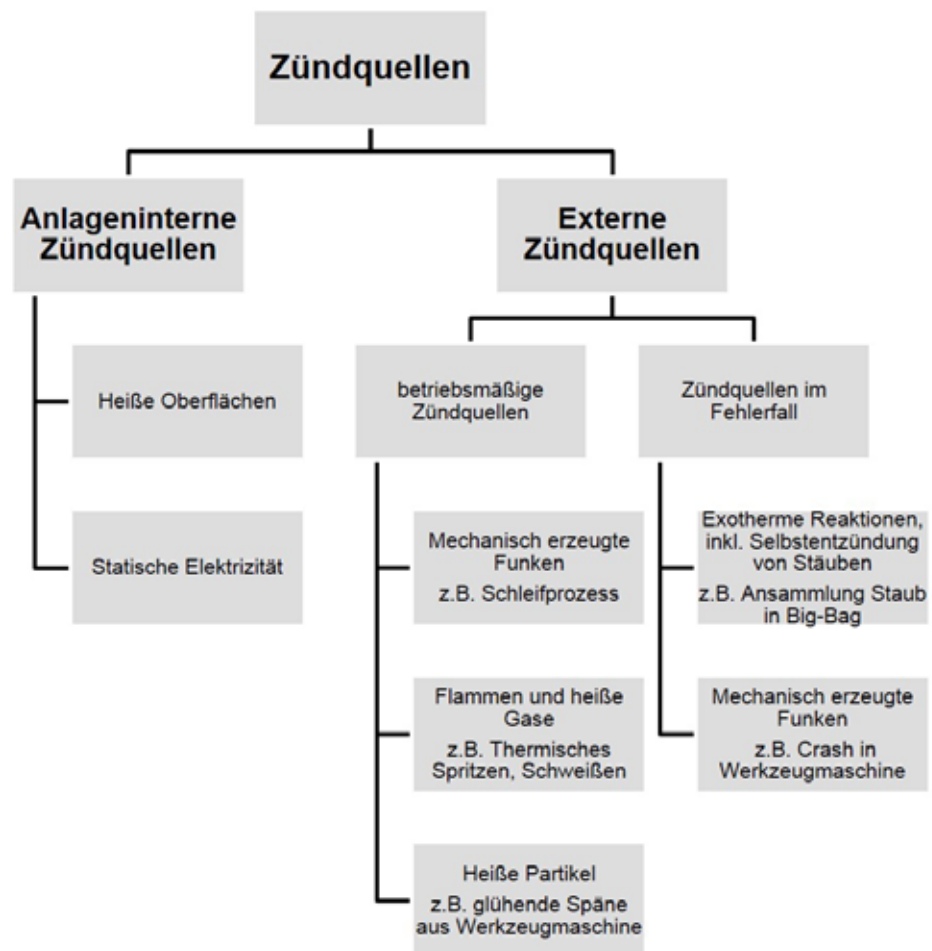 Zündquellen
Anlageninterne
Zündquellen
Externe
Zündquellen
Heiße Oberflächen
Statische Elektrizität
betriebsmäßige
Zündquellen
Mechanisch erzeugte
Funken
z.B. Schleifprozess
Flammen und heiße
Gase
z.B. Thermisches
Spritzen, Schweißen
Heiße Partikel
z.B. glühende Späne
aus Werkzeugmaschine
Zündquellen im
Fehlerfall
Exotherme Reaktionen,
inkl. Selbstentzündung
von Stäuben
z.B. Ansammlung Staub
in Big-Bag
Mechanisch erzeugte
Funken
z.B. Crash in
Werkzeugmaschine